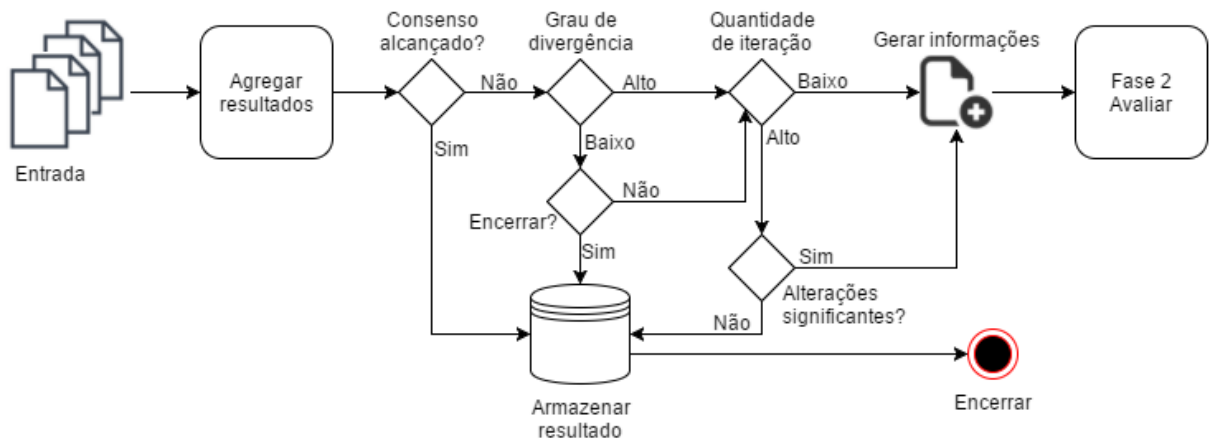 Consenso
alcançado?
Grau de
divergência
Quantidade
de iteração
Gerar informações
Agregar
resultados
Não
Alto
Baixo
Fase 2
Avaliar
Entrada
Sim
Baixo
Alto
Não
Encerrar?
Sim
Sim
Alterações
significantes?
Não
Armazenar
resultado
Encerrar